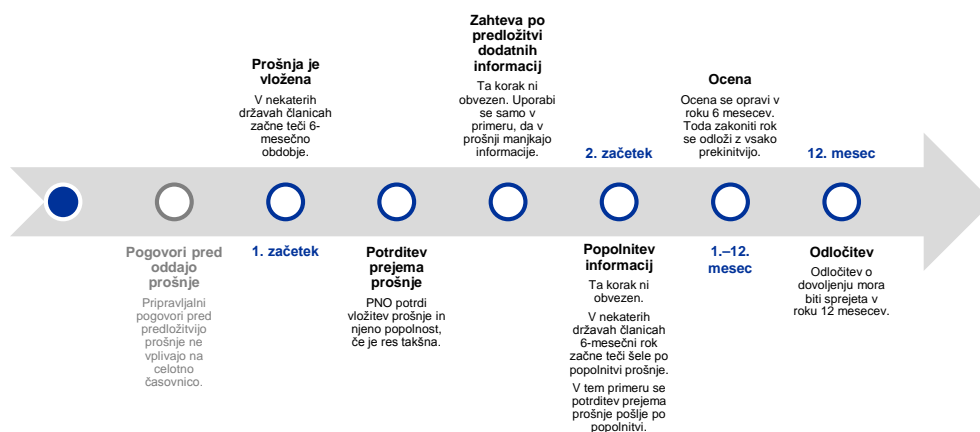 Pogovori pred
oddajo
prošnje
Pripravljalni
pogovori pred
predložitvijo
prošnje ne
vplivajo na
celotno
časovnico.
Prošnja je
vložena
V nekaterih
državah članicah
začne teči 6-
mesečno
obdobje.
1. začetek
Potrditev
prejema
prošnje
PNO potrdi
vložitev prošnje in
njeno popolnost,
če je res takšna.
Zahteva po
predložitvi
dodatnih
informacij
Ta korak ni
obvezen. Uporabi
se samo v
primeru, da v
prošnji manjkajo
informacije.
2. začetek
Popolnitev
informacij
Ta korak ni
obvezen.
V nekaterih
državah članicah
6-mesečni rok
začne teči šele po
popolnitvi prošnje.
V tem primeru se
potrditev prejema
prošnje pošlje po
popolnitvi.
Ocena
Ocena se opravi v
roku 6 mesecev.
Toda zakoniti rok
se odloži z vsako
prekinitvijo.
1.–12.
mesec
12. mesec
Odločitev
Odločitev o
dovoljenju mora
biti sprejeta v
roku 12 mesecev.